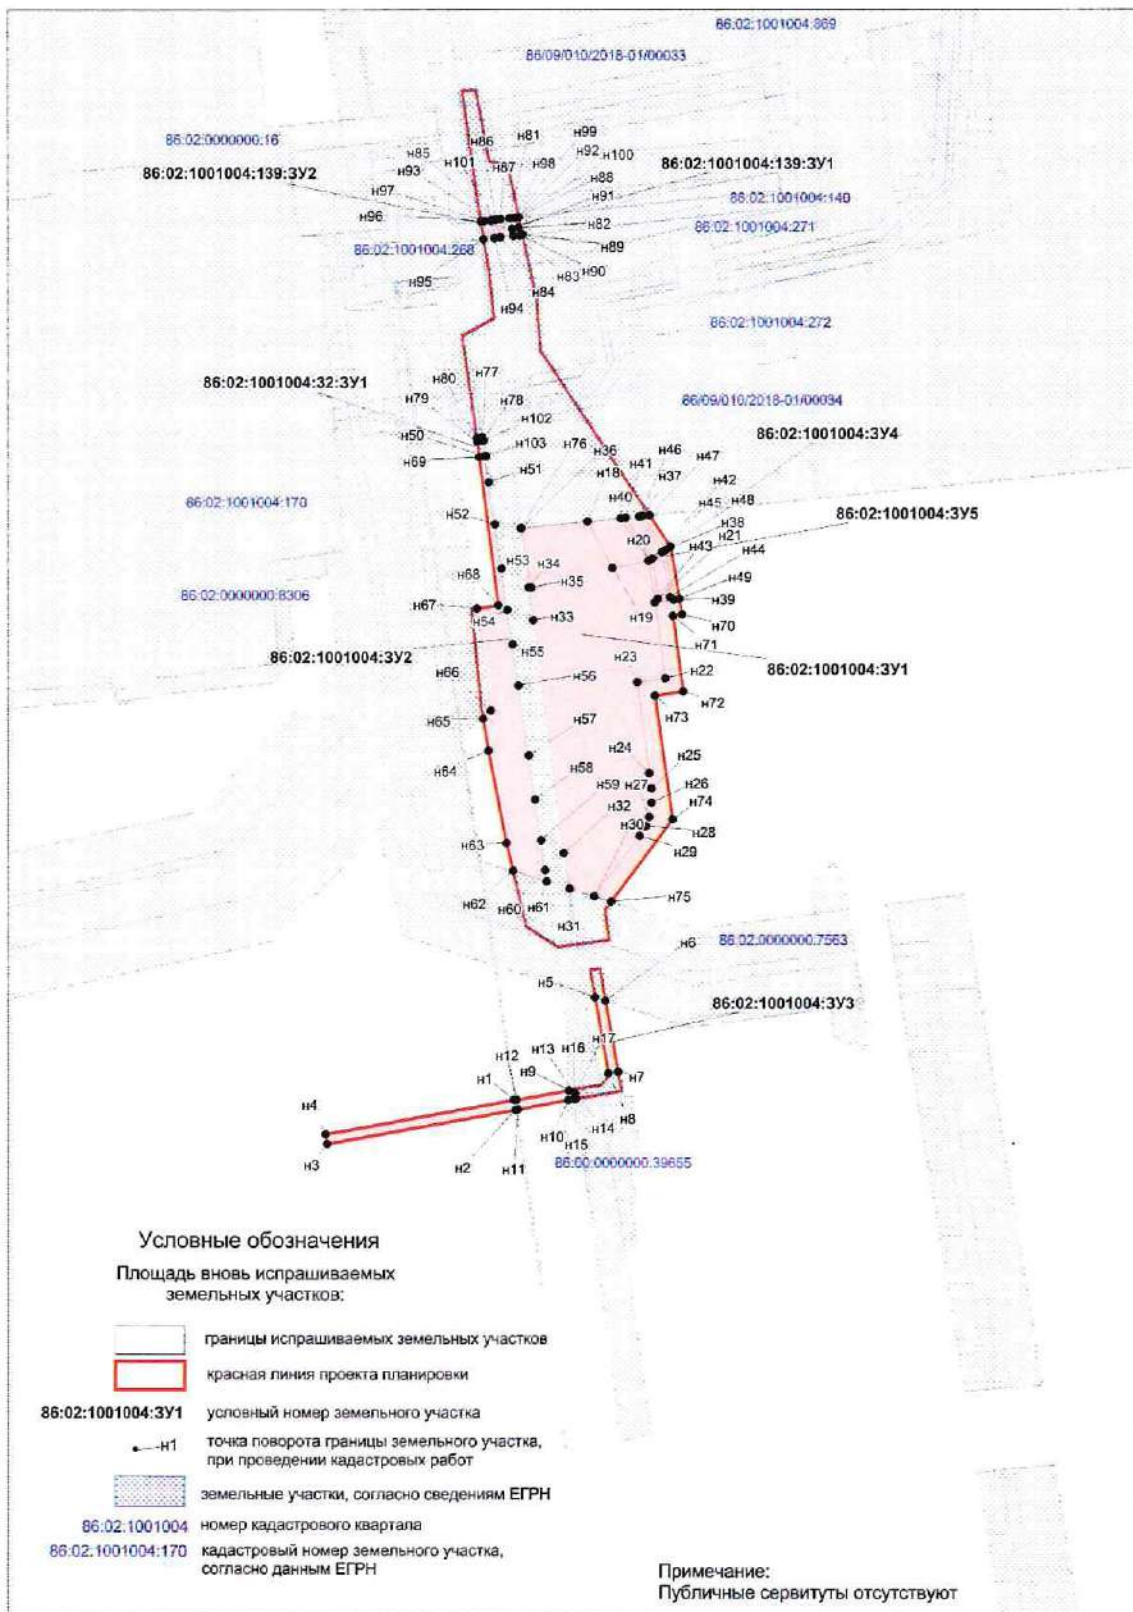 86:02:1001004:869
86/09/010/2018-01/00033
н99
н81
н86
86:02:0000000:16
н92
н100
н85
н101
н87
н98
86:02:1001004:139:ЗУ1
н93
86:02:1001004:139:ЗУ2
н88
н97
н91
86:02:1001004:140
н96
н82
86:02:1001004:271
86:02:1001004:268
н89
н95
н83
н90
н84
н94
86:02:1001004:272
н77
н80
86:02:1001004:32:ЗУ1
н78
86/09/010/2018-01/00034
н79
н102
н50
86:02:1001004:ЗУ4
н103
н76
н36
н46
н69
н41
н47
н51
н18
н37
н42
86:02:1001004:170
н40
н45
н48
86:02:1001004:ЗУ5
н52
н38
н21
н20
н43
н44
н53
н34
н68
н35
н49
86:02:0000000:8306
н39
н67
н54
н33
н19
н70
н71
86:02:1001004:ЗУ2
н55
н23
86:02:1001004:ЗУ1
н66
н56
н22
н72
н65
н73
н57
н24
н25
н64
н58
н59
н27
н26
н32
н74
н30
н28
н63
н29
н75
н62
н60
н61
н31
н6
86:02:0000000:7563
н5
86:02:1001004:ЗУ3
н17
н13
н16
н12
н9
н1
н7
н4
н8
н14
н10
н15
н3
н2
н11
86:00:0000000:39655
Условные обозначения
Площадь вновь испрашиваемых
земельных участков:
границы испрашиваемых земельных участков
красная линия проекта планировки
86:02:1001004:ЗУ1 условный номер земельного участка
н1 точка поворота границы земельного участка,
при проведении кадастровых работ
земельные участки, согласно сведениям ЕГРН
86:02:1001004 номер кадастрового квартала
86:02:1001004:170 кадастровый номер земельного участка,
согласно данным ЕГРН
Примечание:
Публичные сервитуты отсутствуют